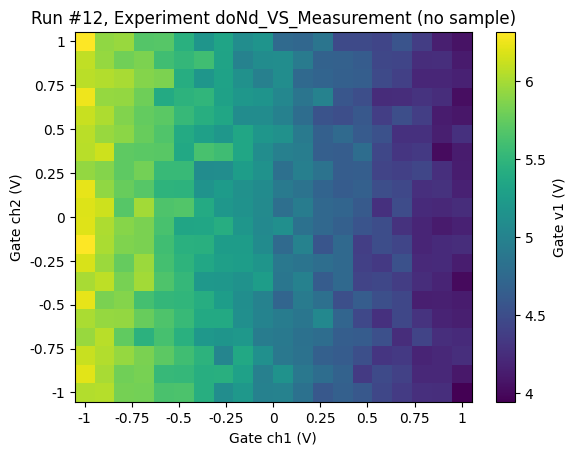 Run #12, Experiment doNd_VS_Measurement (no sample)
1
0.75
0.5
0.25
0
-0.25
-0.5
-0.75
-1
Gate ch2 (V)
-1 -0.75 -0.5 -0.25 0 0.25 0.5 0.75 1
Gate ch1 (V)
6
5.5
5
4.5
4
Gate v1 (V)